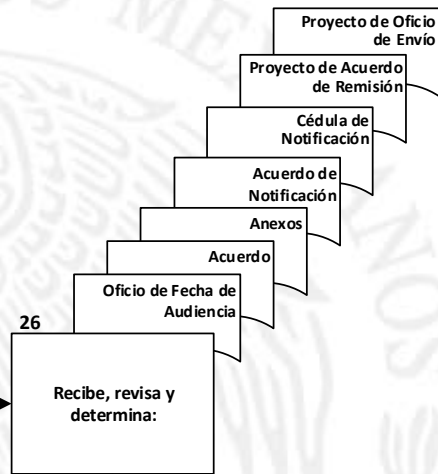 Proyecto de Oficio
de Envío
Proyecto de Acuerdo
de Remisión
Cédula de
Notificación
Acuerdo de
Notificación
Anexos
Acuerdo
Oficio de Fecha de
Audiencia
26
Recibe, revisa y
determina: